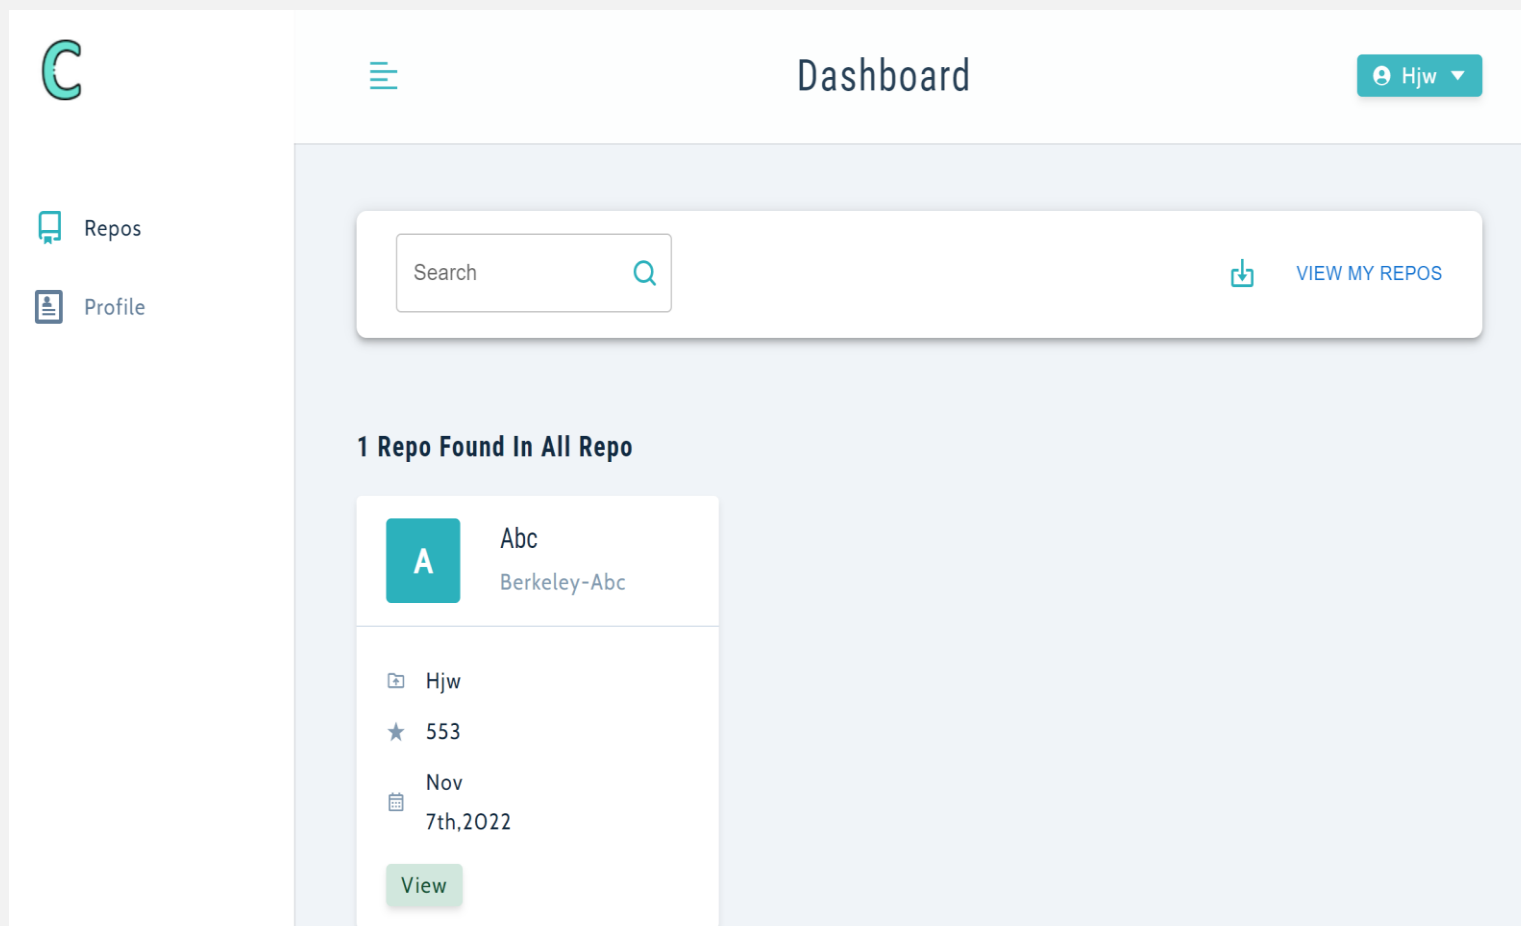 C
Dashboard
Hjw
Repos
Profile
Search
VIEW MY REPOS
1 Repo Found In All Repo
A
Abc
Berkeley-Abc
Hjw
553
Nov
7th,2022
View